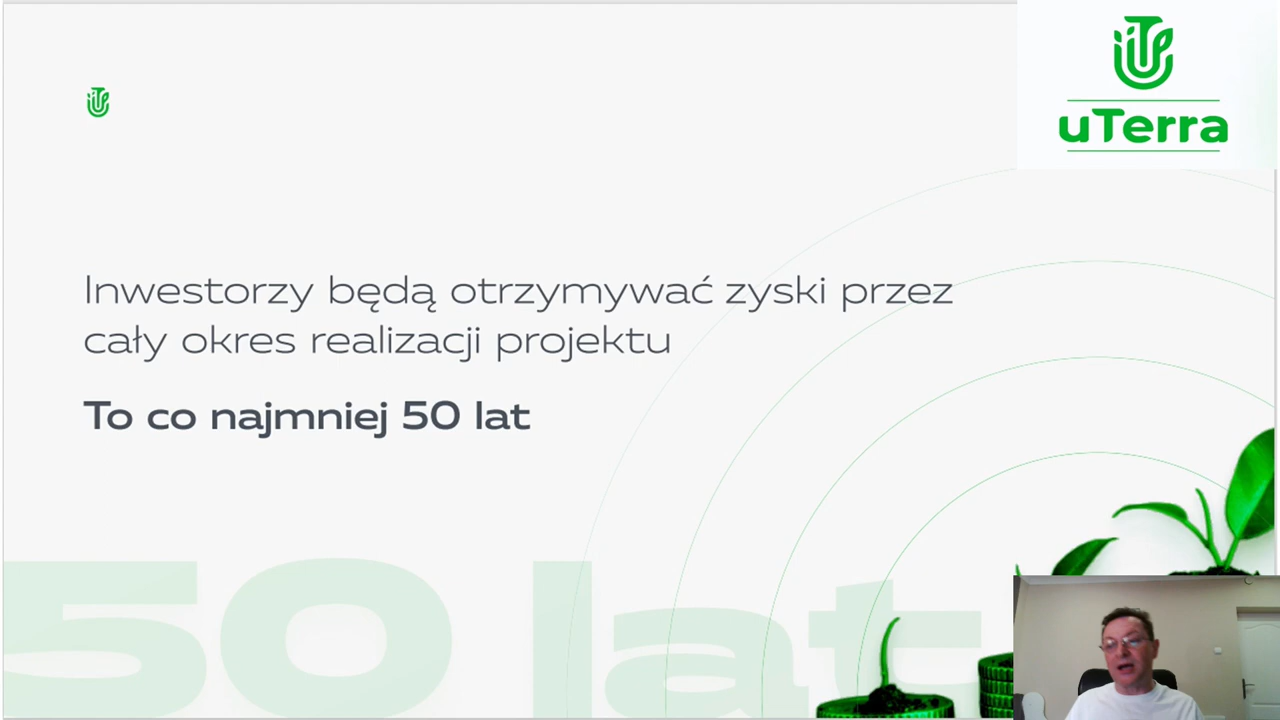 uTerra
Inwestorzy będą otrzymywać zyski przez
cały okres realizacji projektu
To co najmniej 50 lat
50 lat